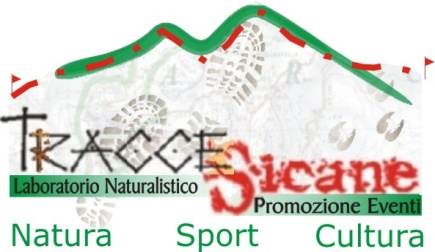 TRACCE
Sicane
Laboratorio Naturalistico
Promozione Eventi
Natura Sport Cultura